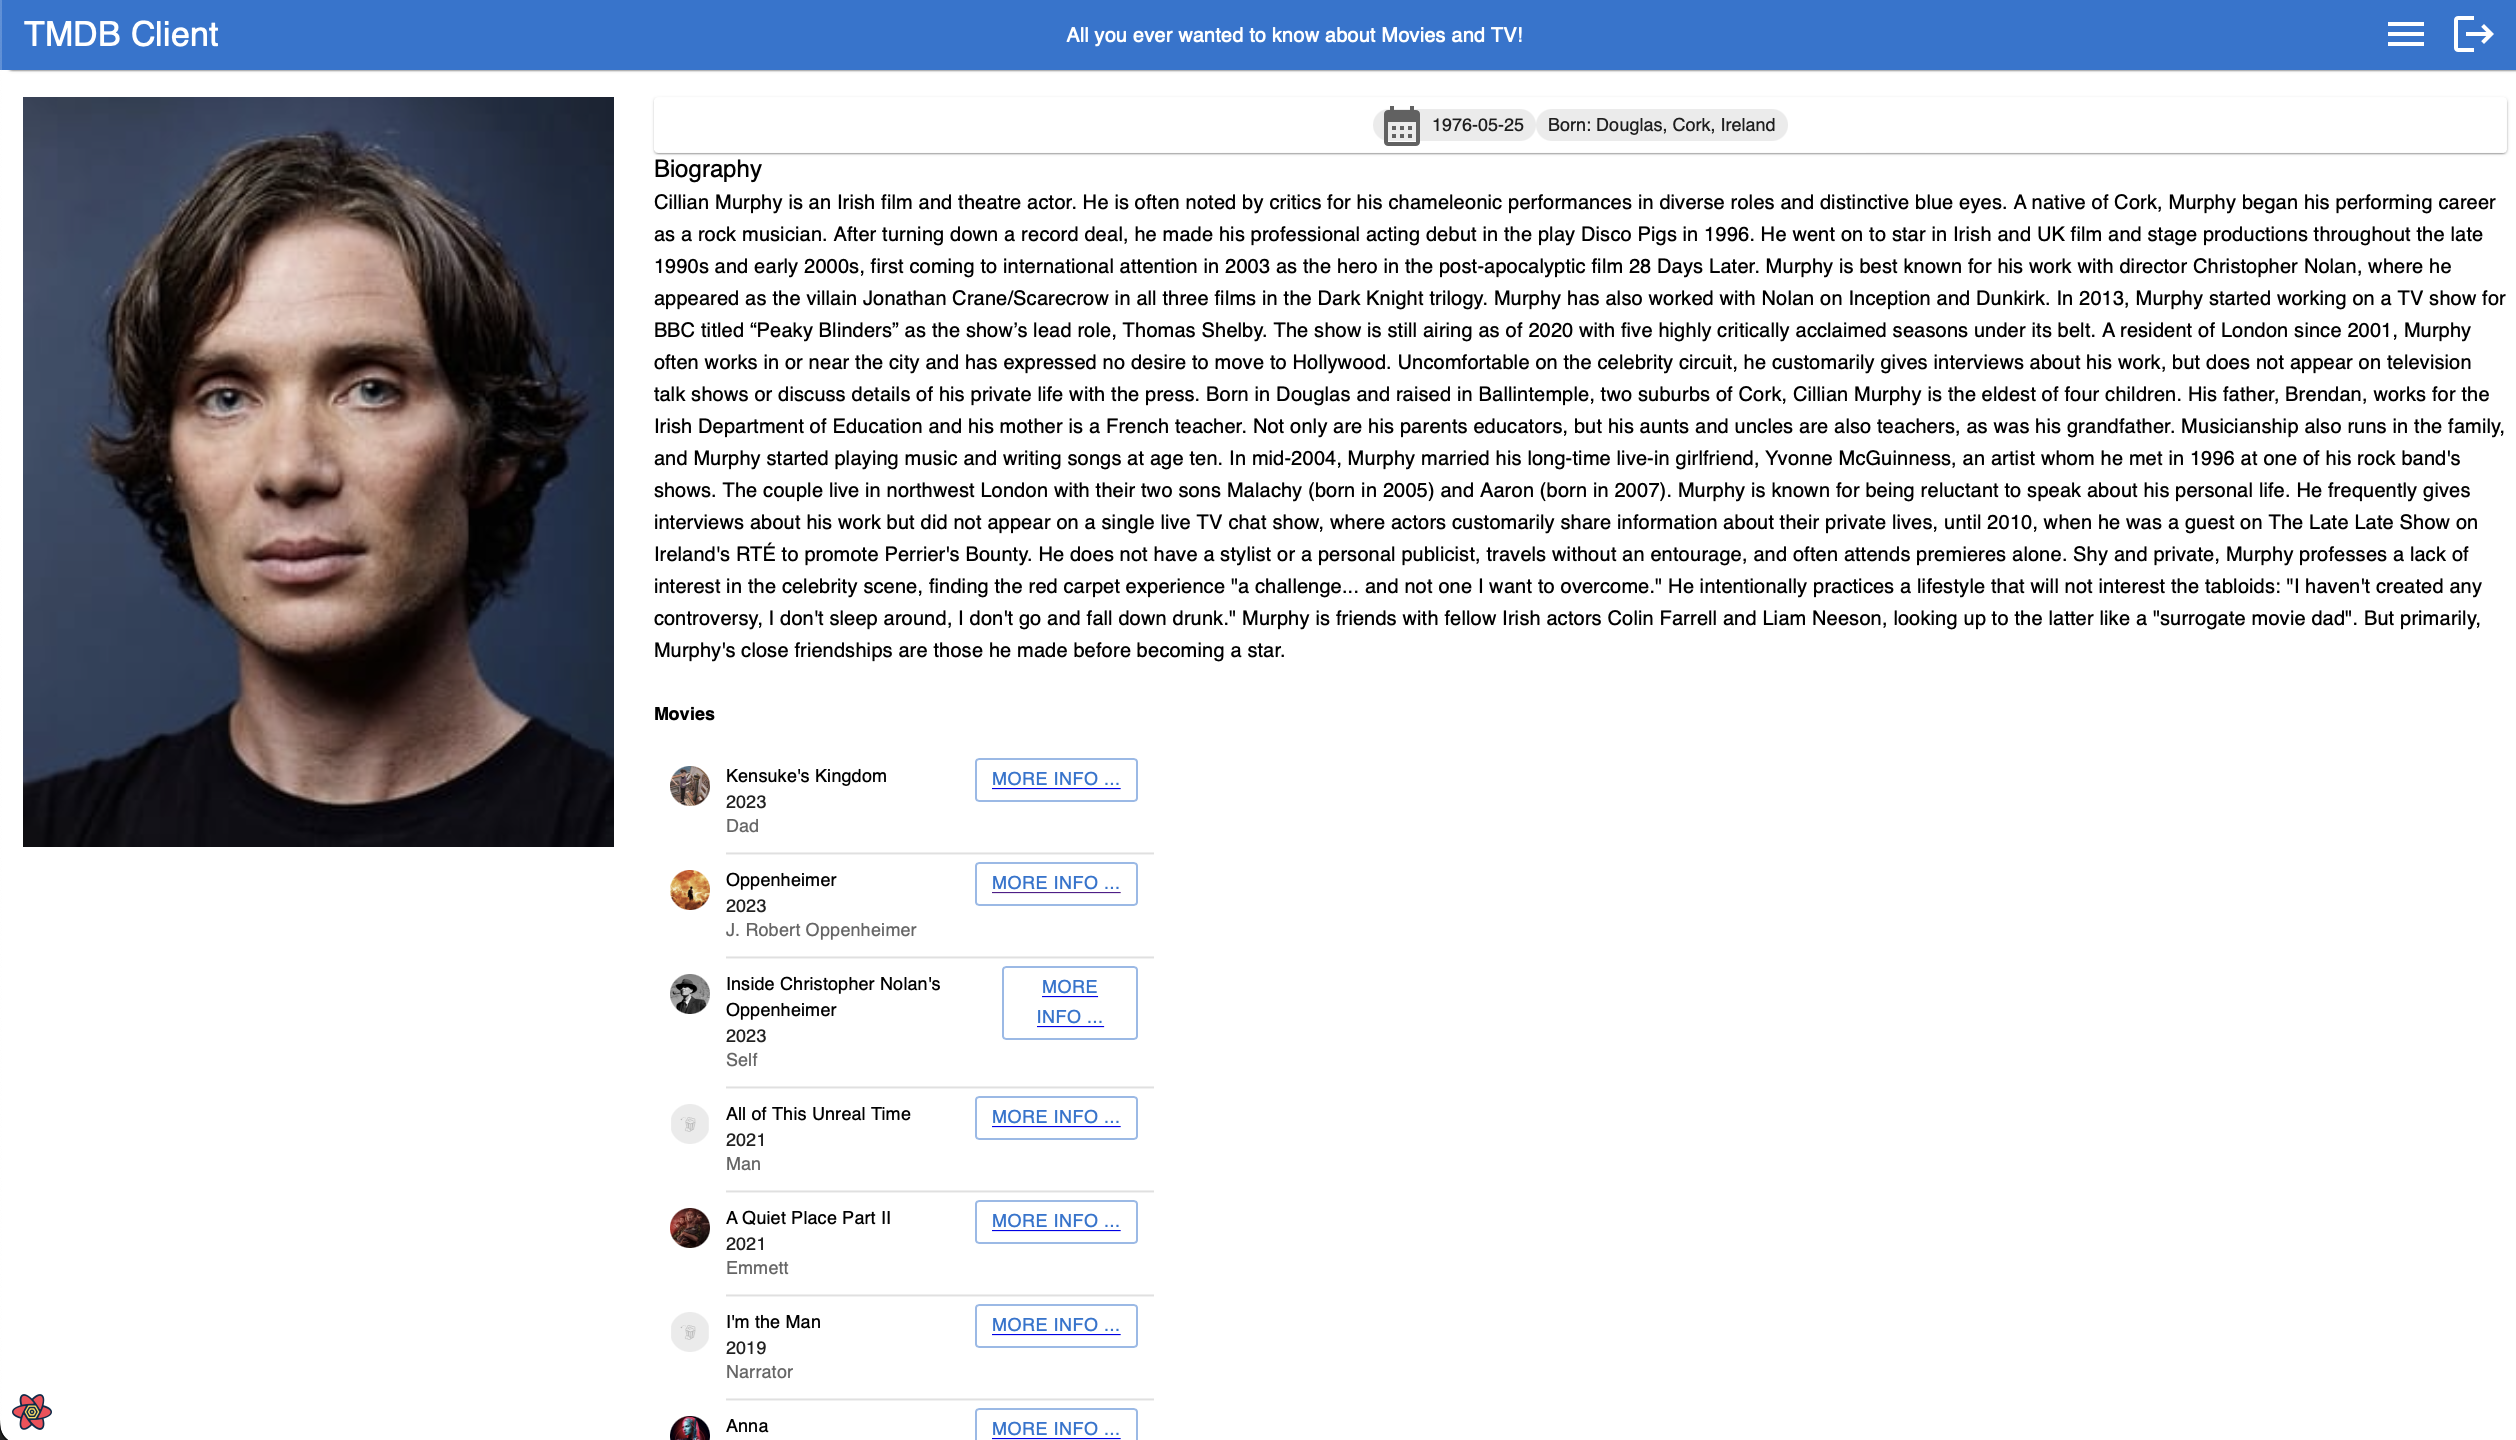 TMDB Client
All you ever wanted to know about Movies and TV!
1976-05-25
Born: Douglas, Cork, Ireland
Biography
Cillian Murphy is an Irish film and theatre actor. He is often noted by critics for his chameleonic performances in diverse roles and distinctive blue eyes. A native of Cork, Murphy began his performing career
as a rock musician. After turning down a record deal, he made his professional acting debut in the play Disco Pigs in 1996. He went on to star in Irish and UK film and stage productions throughout the late
1990s and early 2000s, first coming to international attention in 2003 as the hero in the post-apocalyptic film 28 Days Later. Murphy is best known for his work with director Christopher Nolan, where he
appeared as the villain Jonathan Crane/Scarecrow in all three films in the Dark Knight trilogy. Murphy has also worked with Nolan on Inception and Dunkirk. In 2013, Murphy started working on a TV show for
BBC titled “Peaky Blinders” as the show’s lead role, Thomas Shelby. The show is still airing as of 2020 with five highly critically acclaimed seasons under its belt. A resident of London since 2001, Murphy
often works in or near the city and has expressed no desire to move to Hollywood. Uncomfortable on the celebrity circuit, he customarily gives interviews about his work, but does not appear on television
talk shows or discuss details of his private life with the press. Born in Douglas and raised in Ballintemple, two suburbs of Cork, Cillian Murphy is the eldest of four children. His father, Brendan, works for the
Irish Department of Education and his mother is a French teacher. Not only are his parents educators, but his aunts and uncles are also teachers, as was his grandfather. Musicianship also runs in the family,
and Murphy started playing music and writing songs at age ten. In mid-2004, Murphy married his long-time live-in girlfriend, Yvonne McGuinness, an artist whom he met in 1996 at one of his rock band's
shows. The couple live in northwest London with their two sons Malachy (born in 2005) and Aaron (born in 2007). Murphy is known for being reluctant to speak about his personal life. He frequently gives
interviews about his work but did not appear on a single live TV chat show, where actors customarily share information about their private lives, until 2010, when he was a guest on The Late Late Show on
Ireland's RTÉ to promote Perrier's Bounty. He does not have a stylist or a personal publicist, travels without an entourage, and often attends premieres alone. Shy and private, Murphy professes a lack of
interest in the celebrity scene, finding the red carpet experience "a challenge... and not one I want to overcome." He intentionally practices a lifestyle that will not interest the tabloids: "I haven't created any
controversy, I don't sleep around, I don't go and fall down drunk." Murphy is friends with fellow Irish actors Colin Farrell and Liam Neeson, looking up to the latter like a "surrogate movie dad". But primarily,
Murphy's close friendships are those he made before becoming a star.
Movies
Kensuke's Kingdom
2023
Dad
MORE INFO ...
Oppenheimer
2023
J. Robert Oppenheimer
MORE INFO ...
Inside Christopher Nolan's
Oppenheimer
2023
Self
MORE
INFO ...
All of This Unreal Time
2021
Man
MORE INFO ...
A Quiet Place Part II
2021
Emmett
MORE INFO ...
I'm the Man
2019
Narrator
MORE INFO ...
Anna
MORE INFO ...